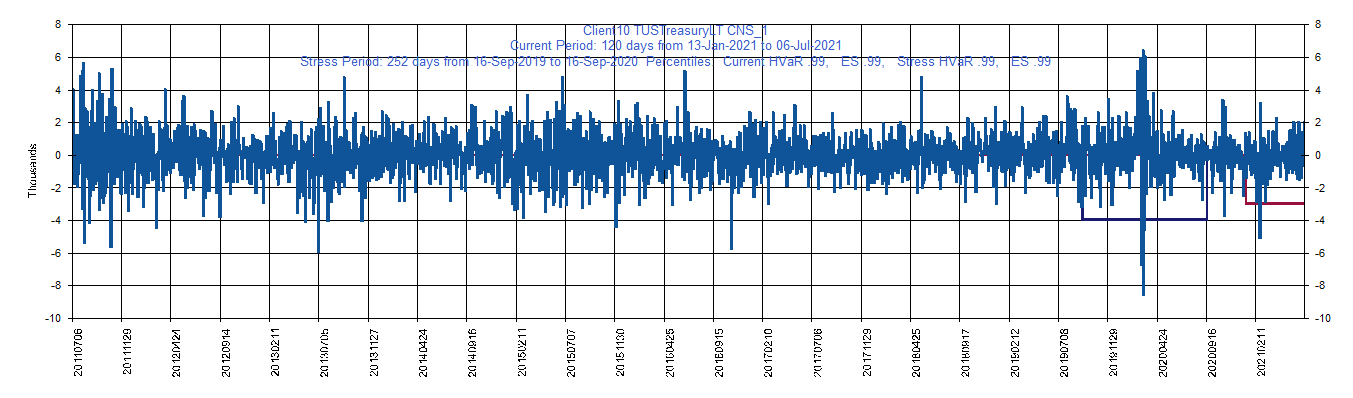 Client10 TUSTreasuryLT CNS_1
Current Period: 120 days from 13-Jan-2021 to 06-Jul-2021
Stress Period: 252 days from 16-Sep-2019 to 16-Sep-2020 Percentiles: Current HVaR .99, ES .99, Stress HVaR .99, ES .99
8 8
6 6
4 4
2 2
0 0
-2 -2
-4 -4
-6 -6
-8 -8
-10 -10
Thousands
20110706 20111129 20120424 20120914 20130211 20130705 20131127 20140424 20140916 20150211 20150707 20151130 20160425 20160915 20170210 20170706 20171129 20180425 20180917 20190212 20190708 20191129 20200424 20200916 20210211